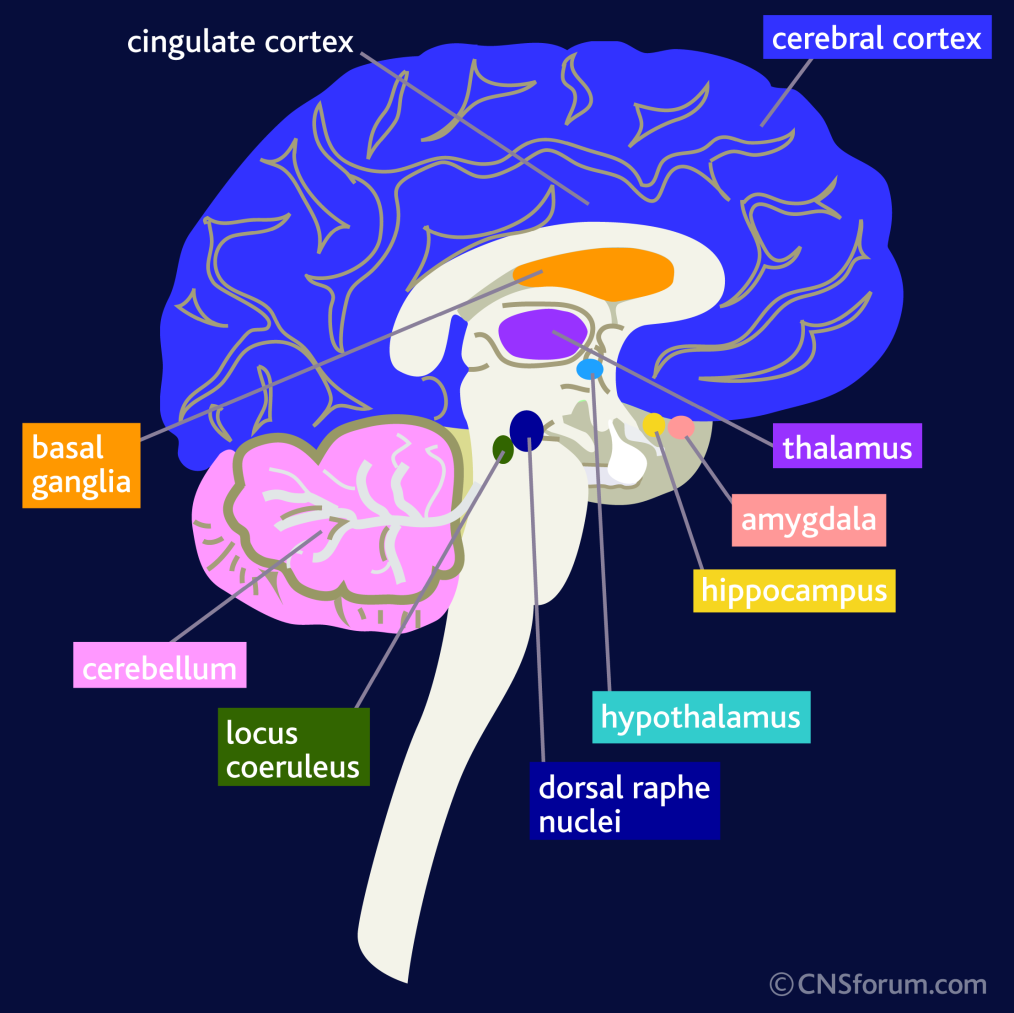 cingulate cortex
cerebral cortex
basal
ganglia
thalamus
amygdala
hippocampus
cerebellum
hypothalamus
locus
coeruleus
dorsal raphe
nuclei
© CNSforum.com